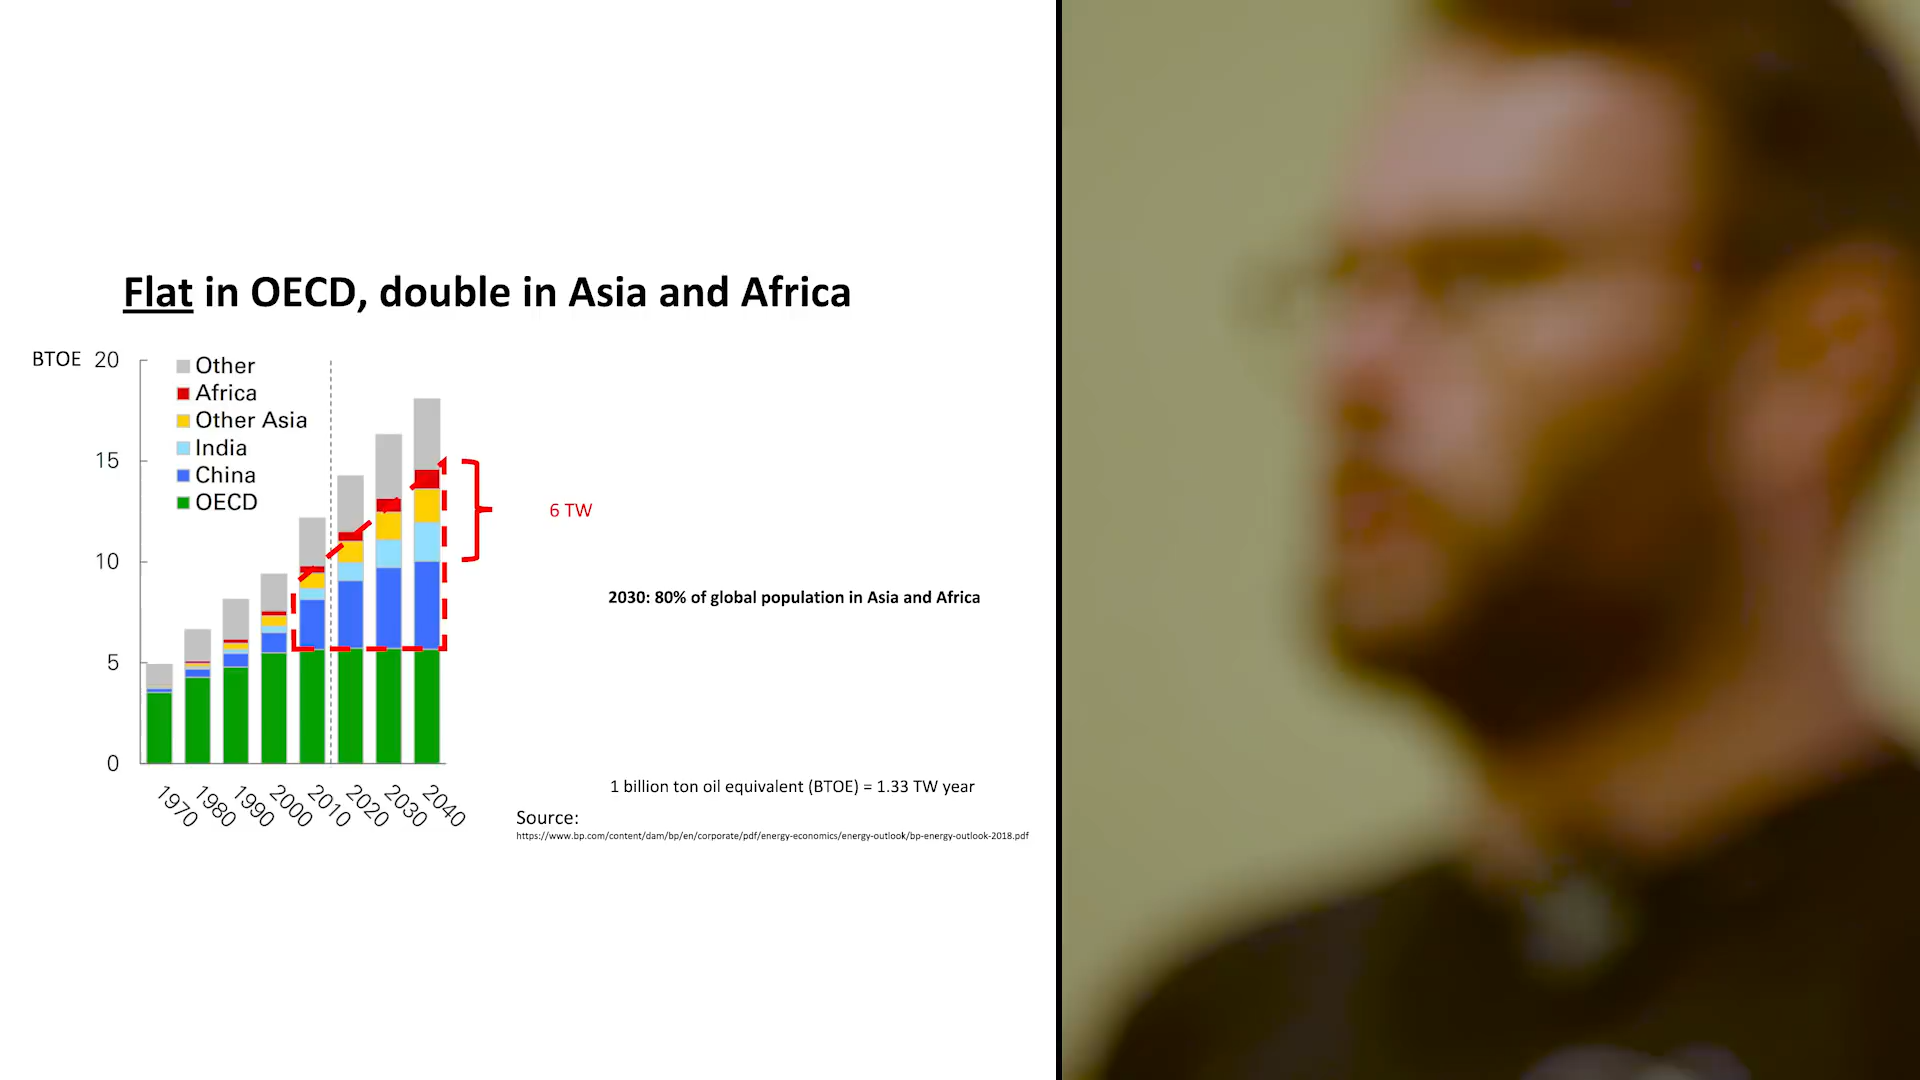 Flat in OECD, double in Asia and Africa
BTOE 20
Other
Africa
Other Asia
India
China
OECD
15
10
5
0
6 TW
2030: 80% of global population in Asia and Africa
1970 1980 1990 2000 2010 2020 2030 2040
1 billion ton oil equivalent (BTOE) = 1.33 TW year
Source:
https://www.bp.com/content/dam/bp/en/corporate/pdf/energy-economics/energy-outlook/bp-energy-outlook-2018.pdf